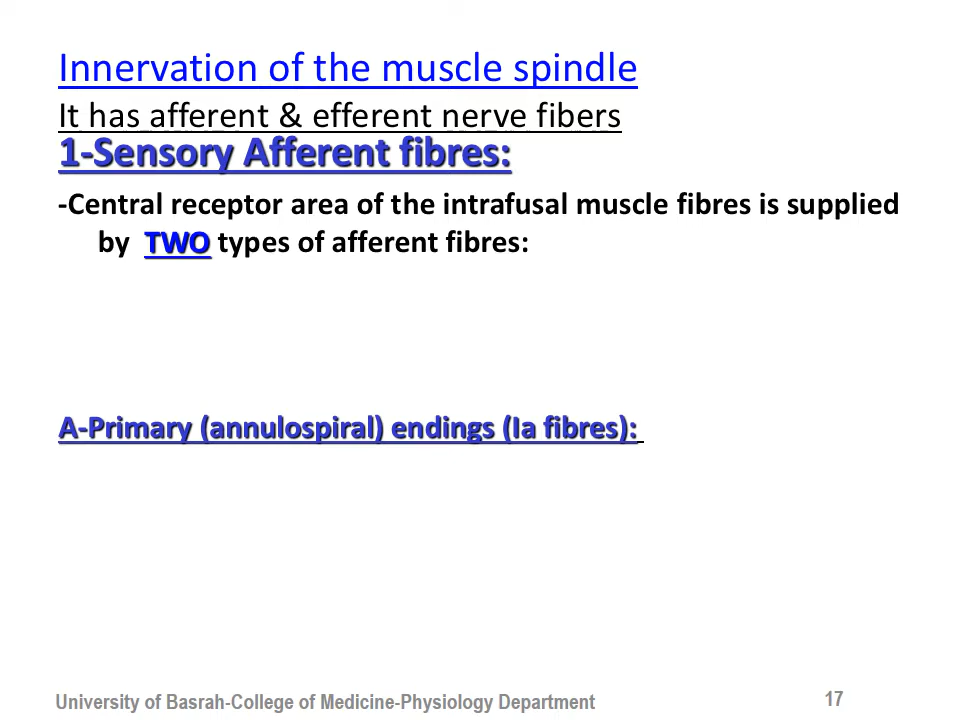 Innervation of the muscle spindle
It has afferent & efferent nerve fibers
1-Sensory Afferent fibres:
-Central receptor area of the intrafusal muscle fibres is supplied
by TWO types of afferent fibres:
A-Primary (annulospiral) endings (Ia fibres):
University of Basrah-College of Medicine-Physiology Department
17